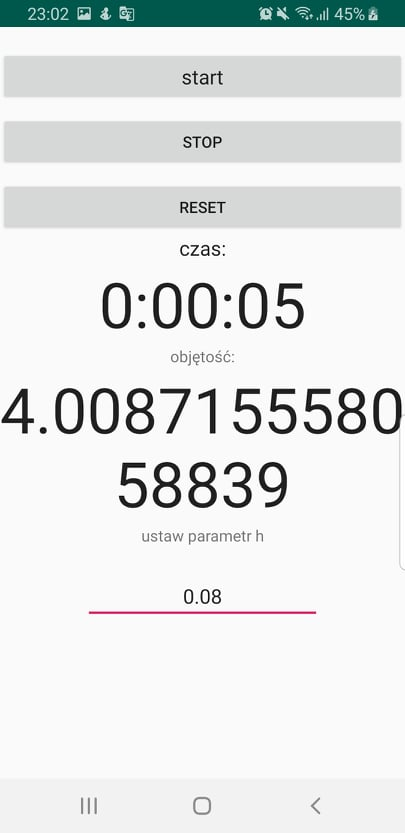 23:02 45%
start
STOP
RESET
czas:
0:00:05
objętość:
4.0087155580
58839
ustaw parametr h
0.08